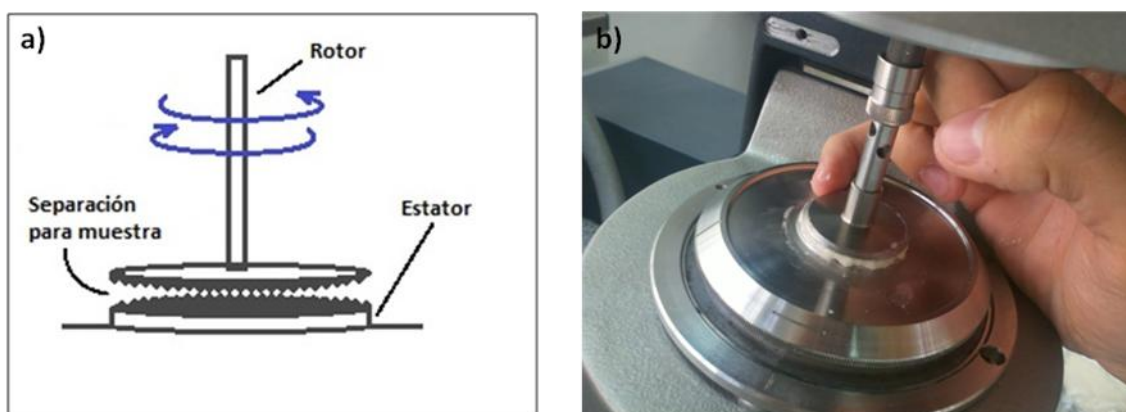 a)
Rotor
Separación
para muestra
Estator
b)